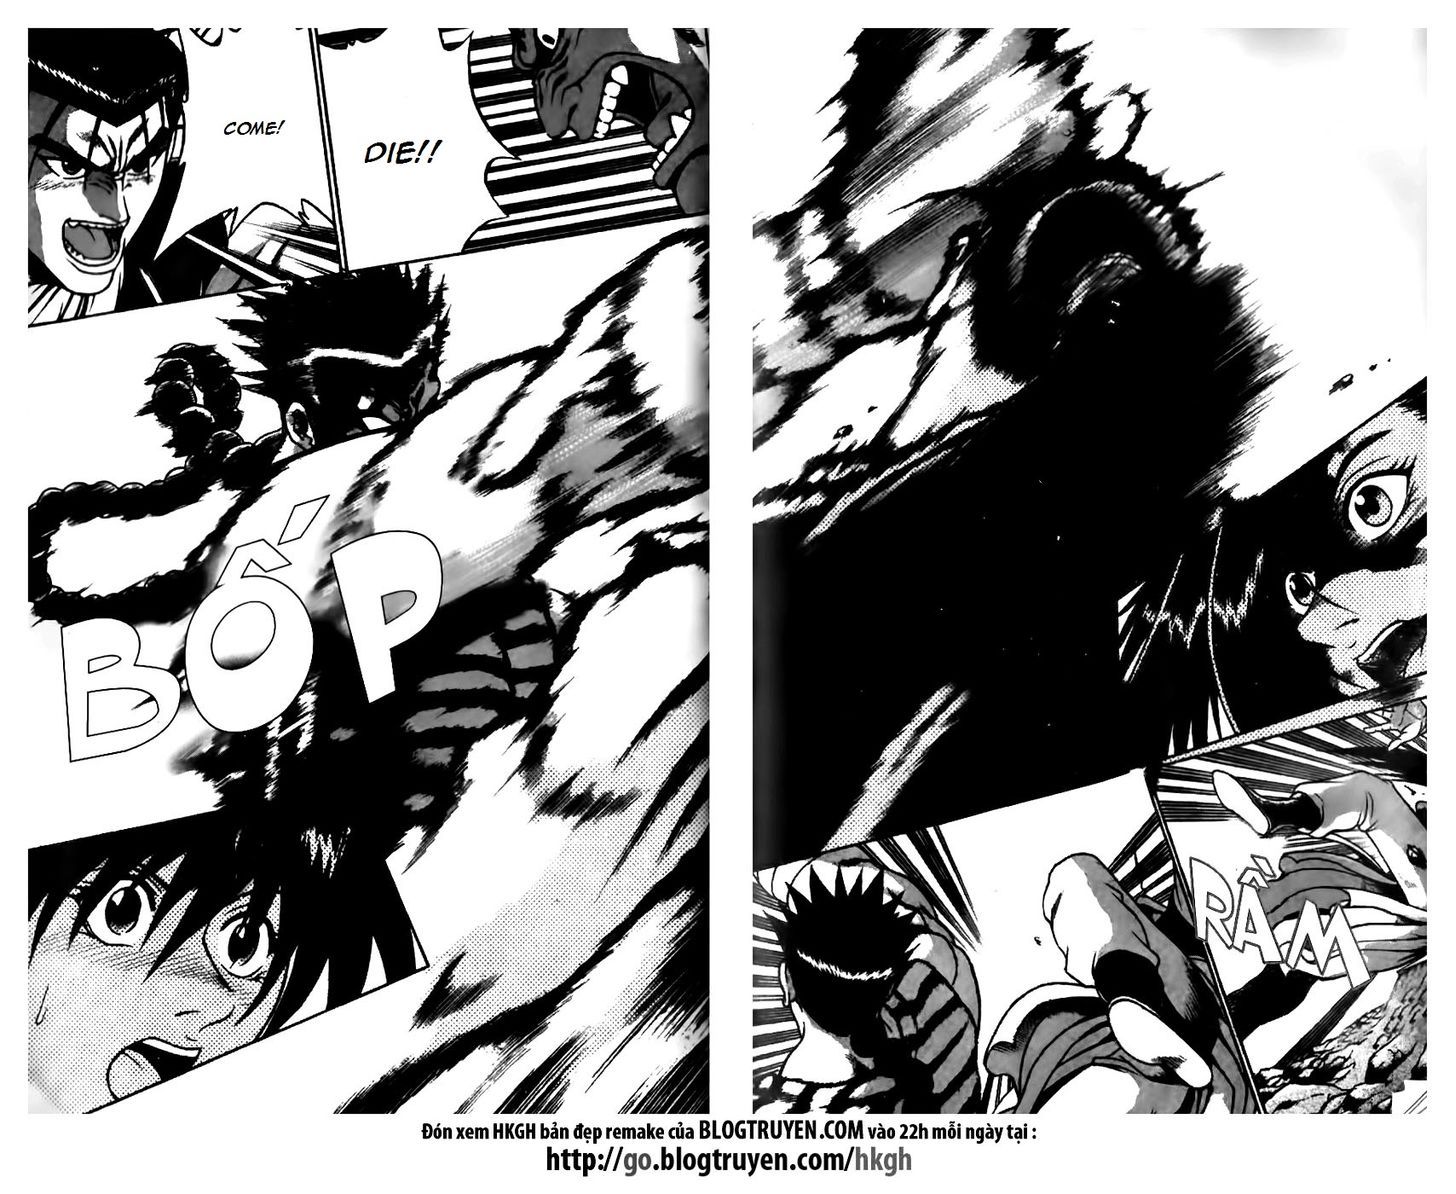 COME!
DIE!!
BỐP
RẦM
Đón xem HKGH bản đẹp remake của BLOGTRUYEN.COM vào 22h mỗi ngày tại :
http://go.blogtruyen.com/hkgh